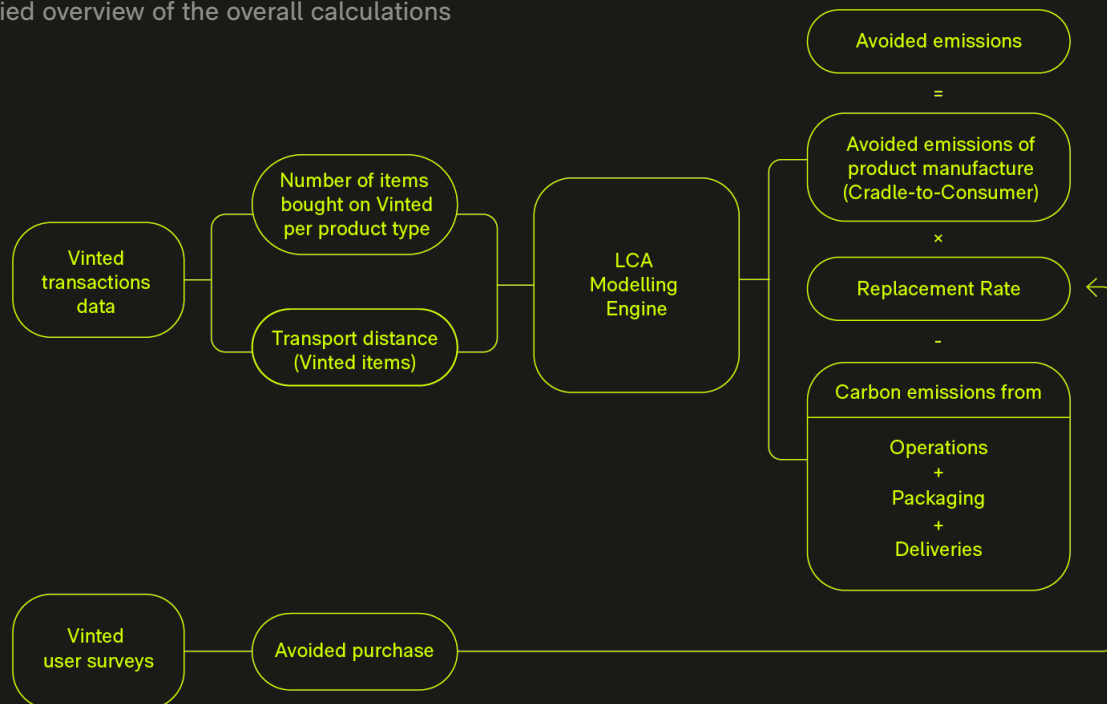 ied overview of the overall calculations
Vinted
transactions
data
Number of items
bought on Vinted
per product type
Transport distance
(Vinted items)
LCA
Modelling
Engine
Avoided emissions
=
Avoided emissions of
product manufacture
(Cradle-to-Consumer)
×
Replacement Rate
-
Carbon emissions from
Operations
+
Packaging
+
Deliveries
Vinted
user surveys
Avoided purchase